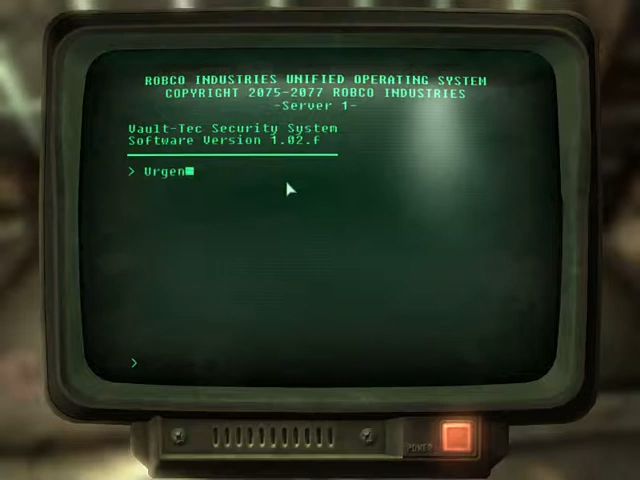 ROBCO INDUSTRIES UNIFIED OPERATING SYSTEM
COPYRIGHT 2075-2077 ROBCO INDUSTRIES
-Server 1-
Vault-Tec Security System
Software Version 1.02.f
> Urgen
>
POWER